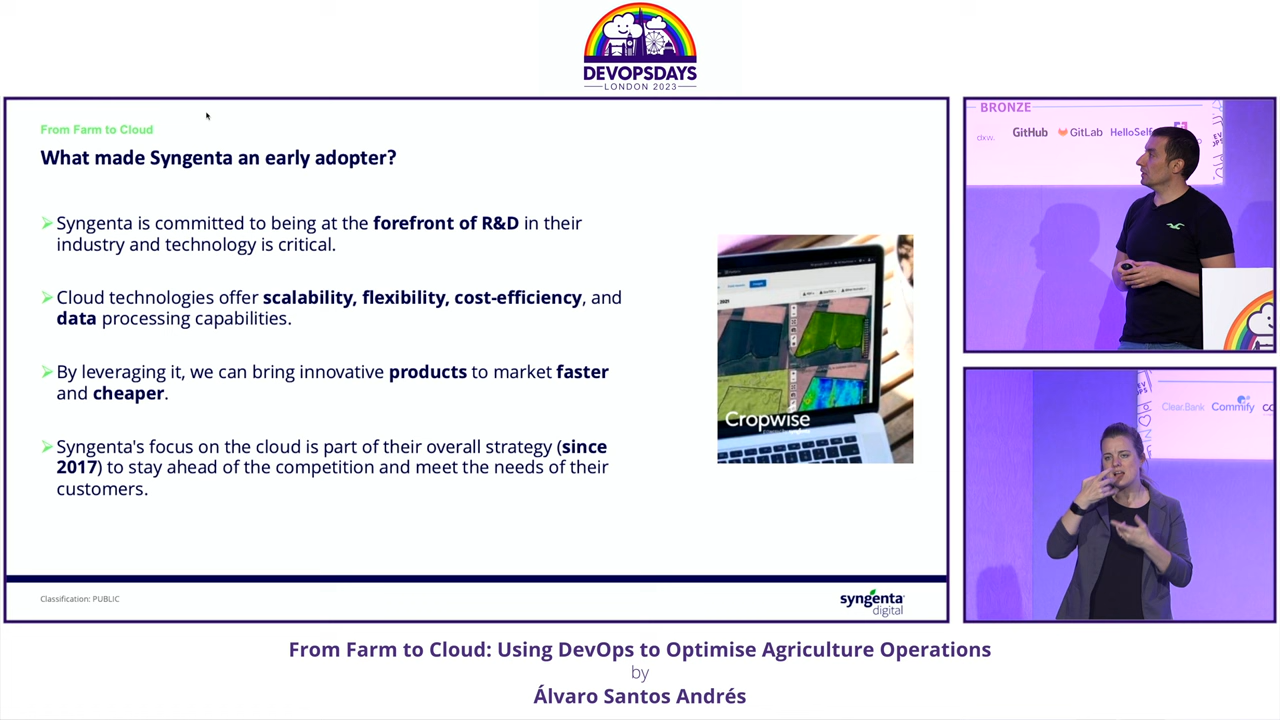 DEVOPSDAYS
LONDON 2023
From Farm to Cloud
What made Syngenta an early adopter?
Syngenta is committed to being at the forefront of R&D in their
industry and technology is critical.
Cloud technologies offer scalability, flexibility, cost-efficiency, and
data processing capabilities.
By leveraging it, we can bring innovative products to market faster
and cheaper.
Syngenta's focus on the cloud is part of their overall strategy (since
2017) to stay ahead of the competition and meet the needs of their
customers.
Cropwise
Classification: PUBLIC
syngenta
digital
BRONZE
dxw.
GitHub
GitLab
HelloSelf
Clear.Bank
Commify
From Farm to Cloud: Using DevOps to Optimise Agriculture Operations
by
Álvaro Santos Andrés